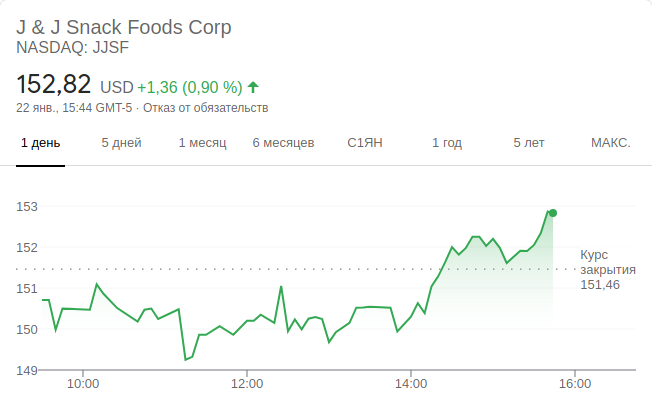 J & J Snack Foods Corp
NASDAQ: JJSF
152,82 USD +1,36 (0,90 %)
22 янв., 15:44 GMT-5 · Отказ от обязательств
1 день 5 дней 1 месяц 6 месяцев С1ЯН 1 год 5 лет МАКС.
153
152
Курс
закрытия
151,46
151
150
149
10:00 12:00 14:00 16:00